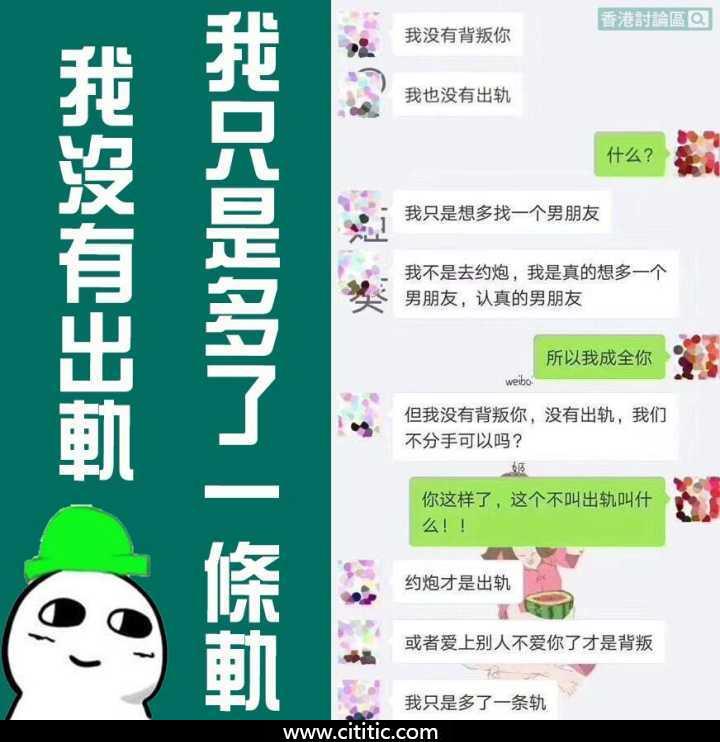 我只是多了一條軌
我沒有出軌
香港討論區
我没有背叛你
我也没有出轨
什么？
我只是想多找一个男朋友
我不是去约炮，我是真的想多一个
男朋友，认真的男朋友
所以我成全你
weibo
但我没有背叛你，没有出轨，我们
不分手可以吗？
你这样了，这个不叫出轨叫什
么！！
约炮才是出轨
或者爱上别人不爱你了才是背叛
我只是多了一条轨
www.cititic.com